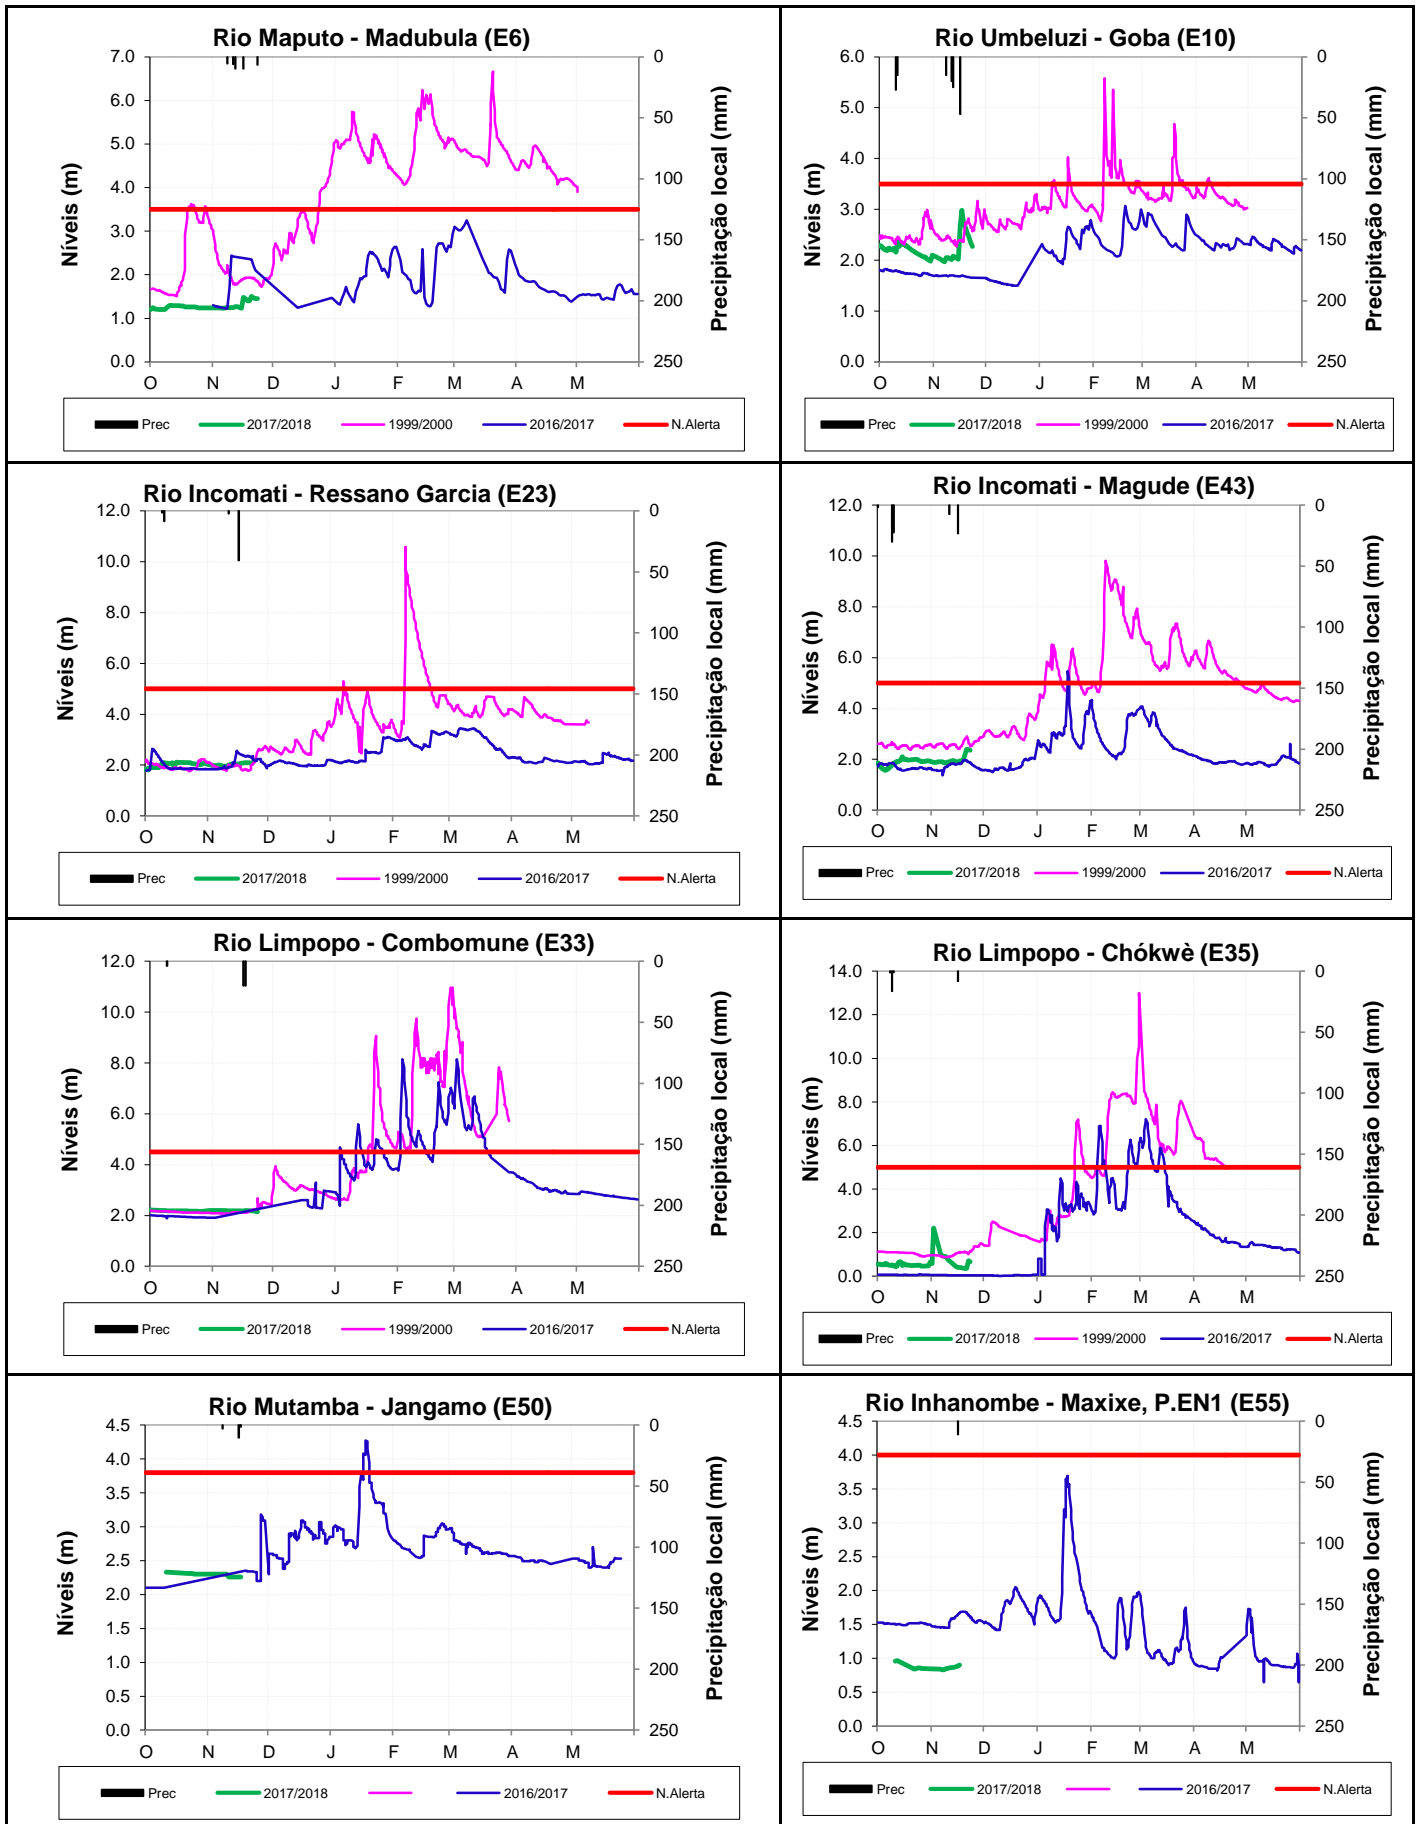 Rio Maputo - Madubula (E6)
7.0
6.0
5.0
4.0
3.0
2.0
1.0
0.0
Níveis (m)
0
50
100
150
200
250
Precipitação local (mm)
O N D J F M A M
Prec 2017/2018 1999/2000 2016/2017 N.Alerta
Rio Umbeluzi - Goba (E10)
6.0
5.0
4.0
3.0
2.0
1.0
0.0
Níveis (m)
0
50
100
150
200
250
Precipitação local (mm)
O N D J F M A M
Prec 2017/2018 1999/2000 2016/2017 N.Alerta
Rio Incomati - Ressano Garcia (E23)
12.0
10.0
8.0
6.0
4.0
2.0
0.0
Níveis (m)
0
50
100
150
200
250
Precipitação local (mm)
O N D J F M A M
Prec 2017/2018 1999/2000 2016/2017 N.Alerta
Rio Incomati - Magude (E43)
12.0
10.0
8.0
6.0
4.0
2.0
0.0
Níveis (m)
0
50
100
150
200
250
Precipitação local (mm)
O N D J F M A M
Prec 2017/2018 1999/2000 2016/2017 N.Alerta
Rio Limpopo - Combomune (E33)
12.0
10.0
8.0
6.0
4.0
2.0
0.0
Níveis (m)
0
50
100
150
200
250
Precipitação local (mm)
O N D J F M A M
Prec 2017/2018 1999/2000 2016/2017 N.Alerta
Rio Limpopo - Chókwè (E35)
14.0
12.0
10.0
8.0
6.0
4.0
2.0
0.0
Níveis (m)
0
50
100
150
200
250
Precipitação local (mm)
O N D J F M A M
Prec 2017/2018 1999/2000 2016/2017 N.Alerta
Rio Mutamba - Jangamo (E50)
4.5
4.0
3.5
3.0
2.5
2.0
1.5
1.0
0.5
0.0
Níveis (m)
0
50
100
150
200
250
Precipitação local (mm)
O N D J F M A M
Prec 2017/2018 2016/2017 N.Alerta
Rio Inhanombe - Maxixe, P.EN1 (E55)
4.5
4.0
3.5
3.0
2.5
2.0
1.5
1.0
0.5
0.0
Níveis (m)
0
50
100
150
200
250
Precipitação local (mm)
O N D J F M A M
Prec 2017/2018 2016/2017 N.Alerta